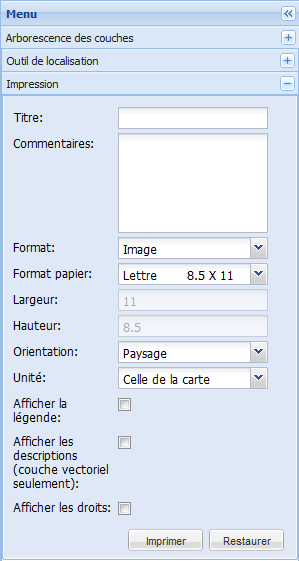 Menu
Arborescence des couches
Outil de localisation
Impression
Titre:
Commentaires:
Format: Image
Format papier: Lettre 8.5 X 11
Largeur: 11
Hauteur: 8.5
Orientation: Paysage
Unité: Celle de la carte
Afficher la
légende:
Afficher les
descriptions
(couche vectoriel
seulement):
Afficher les droits:
Imprimer Restaurer